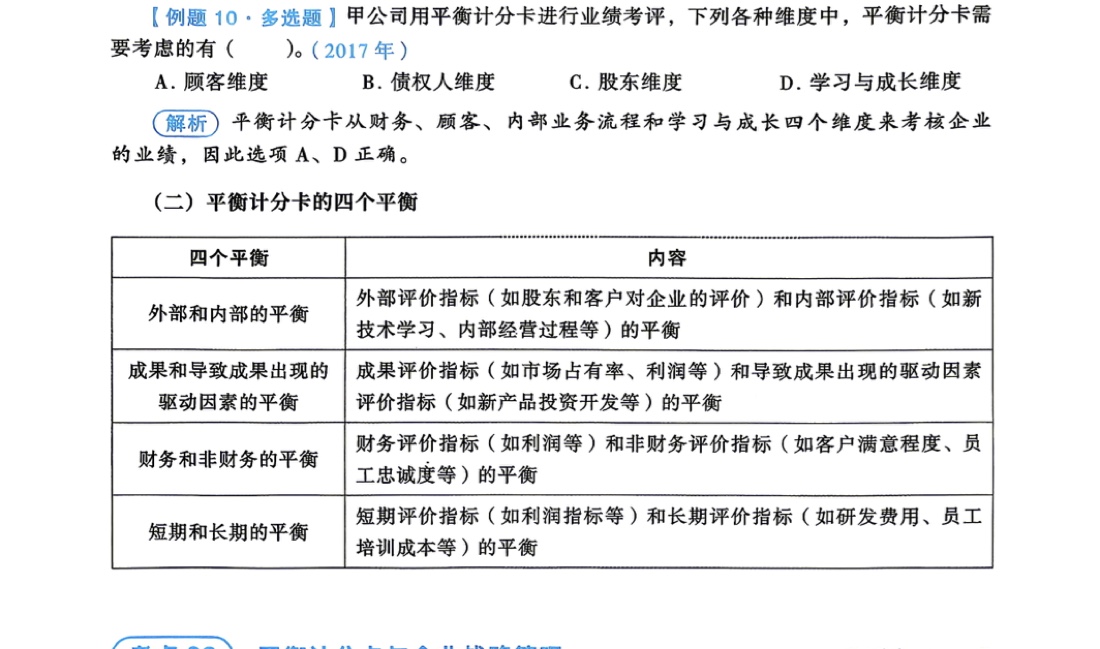 【例题 10·多选题】甲公司用平衡计分卡进行业绩考评，下列各种维度中，平衡计分卡需
要考虑的有（　　）。（2017 年）
A. 顾客维度　B. 债权人维度　C. 股东维度　D. 学习与成长维度
解析 平衡计分卡从财务、顾客、内部业务流程和学习与成长四个维度来考核企业
的业绩，因此选项 A、D 正确。
（二）平衡计分卡的四个平衡
四个平衡　内容
外部和内部的平衡
外部评价指标（如股东和客户对企业的评价）和内部评价指标（如新
技术学习、内部经营过程等）的平衡
成果和导致成果出现的
驱动因素的平衡
成果评价指标（如市场占有率、利润等）和导致成果出现的驱动因素
评价指标（如新产品投资开发等）的平衡
财务和非财务的平衡
财务评价指标（如利润等）和非财务评价指标（如客户满意程度、员
工忠诚度等）的平衡
短期和长期的平衡
短期评价指标（如利润指标等）和长期评价指标（如研发费用、员工
培训成本等）的平衡